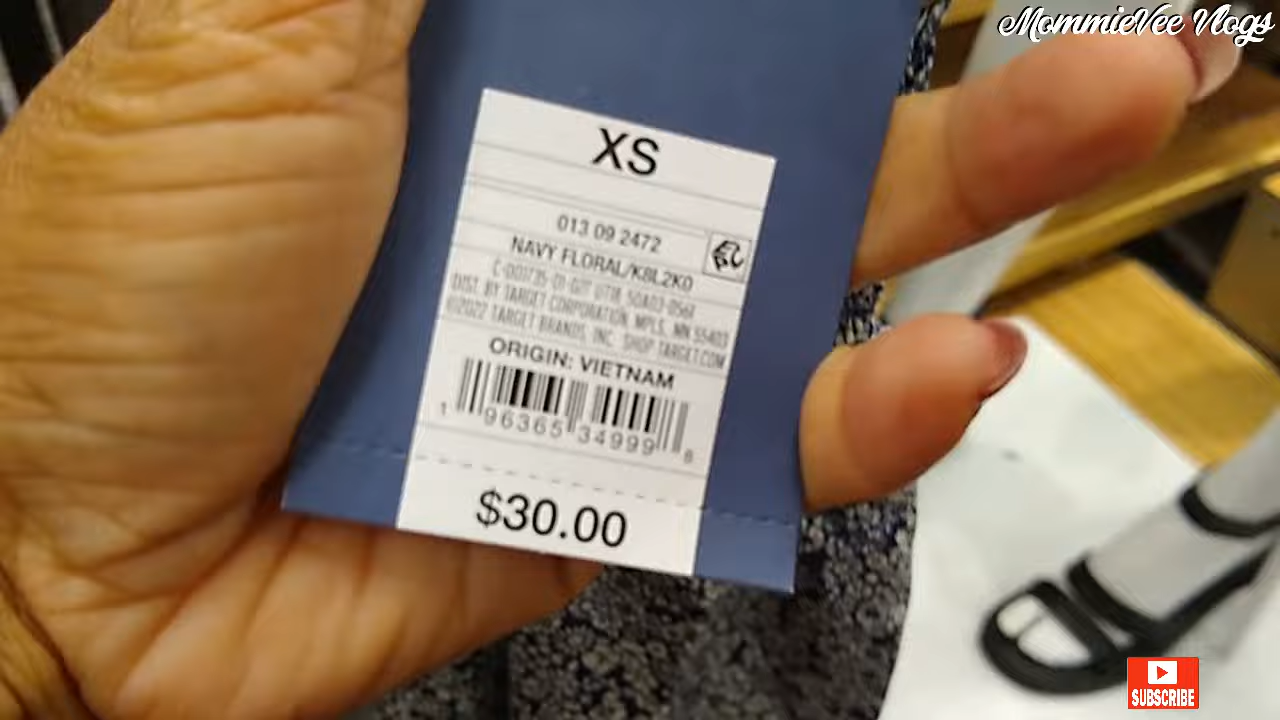 MommieVee Vlogs
XS
013 09 2472
NAVY FLORAL/K8L2K0
DIST. BY TARGET CORPORATION, MPLS, MN 55403
©2022 TARGET BRANDS, INC. SHOP TARGET.COM
ORIGIN: VIETNAM
1 96365 34999 8
$30.00
SUBSCRIBE